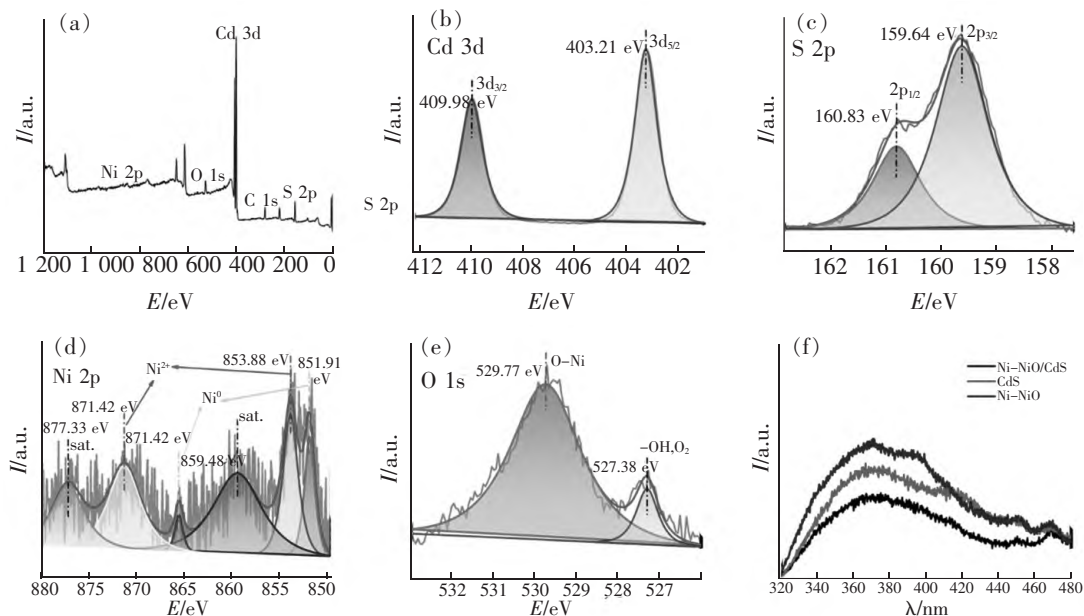 (a)
Cd 3d
Ni 2p
O 1s
C 1s
S 2p
I/a.u.
1 200
1 000
800
600
400
200
0
E/eV
(b)
Cd 3d
403.21 eV
3d5/2
3d3/2
409.98 eV
S 2p
I/a.u.
412
410
408
406
404
402
E/eV
(c)
S 2p
159.64 eV
2p3/2
2p1/2
160.83 eV
I/a.u.
162
161
160
159
158
E/eV
(d)
Ni 2p
Ni2+
853.88 eV
851.91
eV
Ni0
871.42 eV
877.33 eV
sat.
871.42 eV
sat.
859.48 eV
I/a.u.
880
875
870
865
860
855
850
E/eV
(e)
O 1s
O–Ni
529.77 eV
–OH,O2
527.38 eV
I/a.u.
532
531
530
529
528
527
E/eV
(f)
Ni–NiO/CdS
CdS
Ni–NiO
I/a.u.
320
340
360
380
400
420
440
460
480
λ/nm